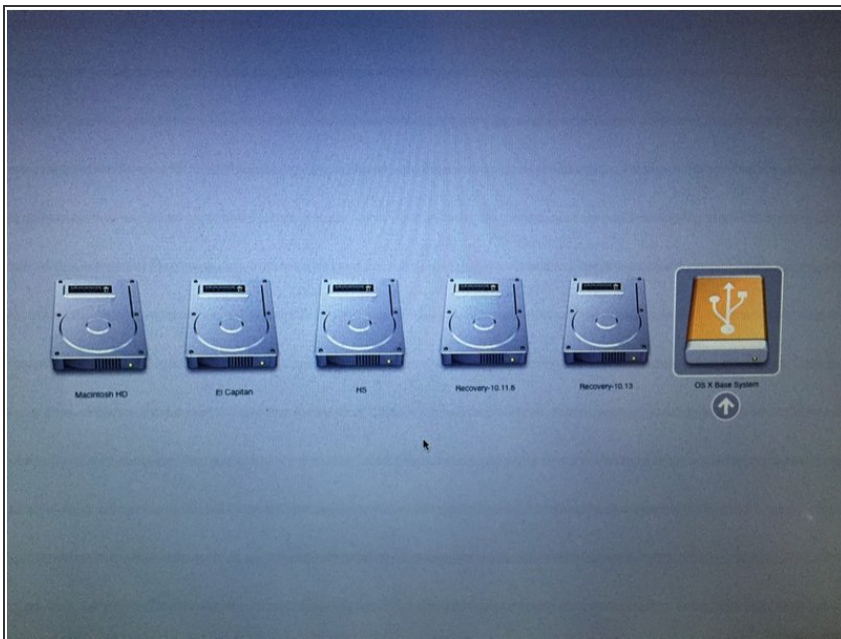 Macintosh HD
El Capitan
HS
Recovery-10.11.6
Recovery-10.13
OS X Base System